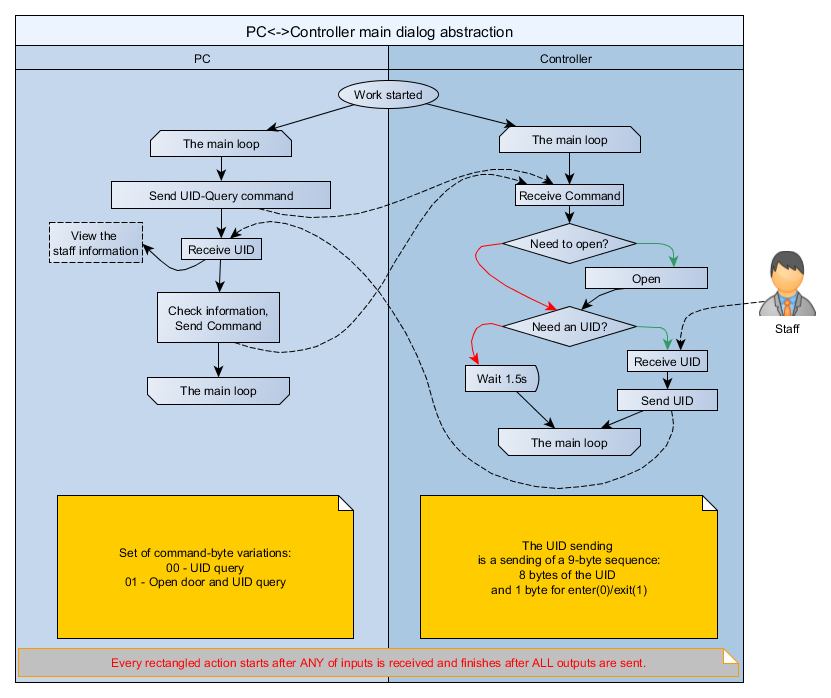 PC<->Controller main dialog abstraction
PC
Controller
Work started
The main loop
Send UID-Query command
View the
staff information
Receive UID
Check information,
Send Command
The main loop
The main loop
Receive Command
Need to open?
Open
Need an UID?
Receive UID
Wait 1.5s
Send UID
The main loop
Staff
Set of command-byte variations:
00 - UID query
01 - Open door and UID query
The UID sending
is a sending of a 9-byte sequence:
8 bytes of the UID
and 1 byte for enter(0)/exit(1)
Every rectangled action starts after ANY of inputs is received and finishes after ALL outputs are sent.